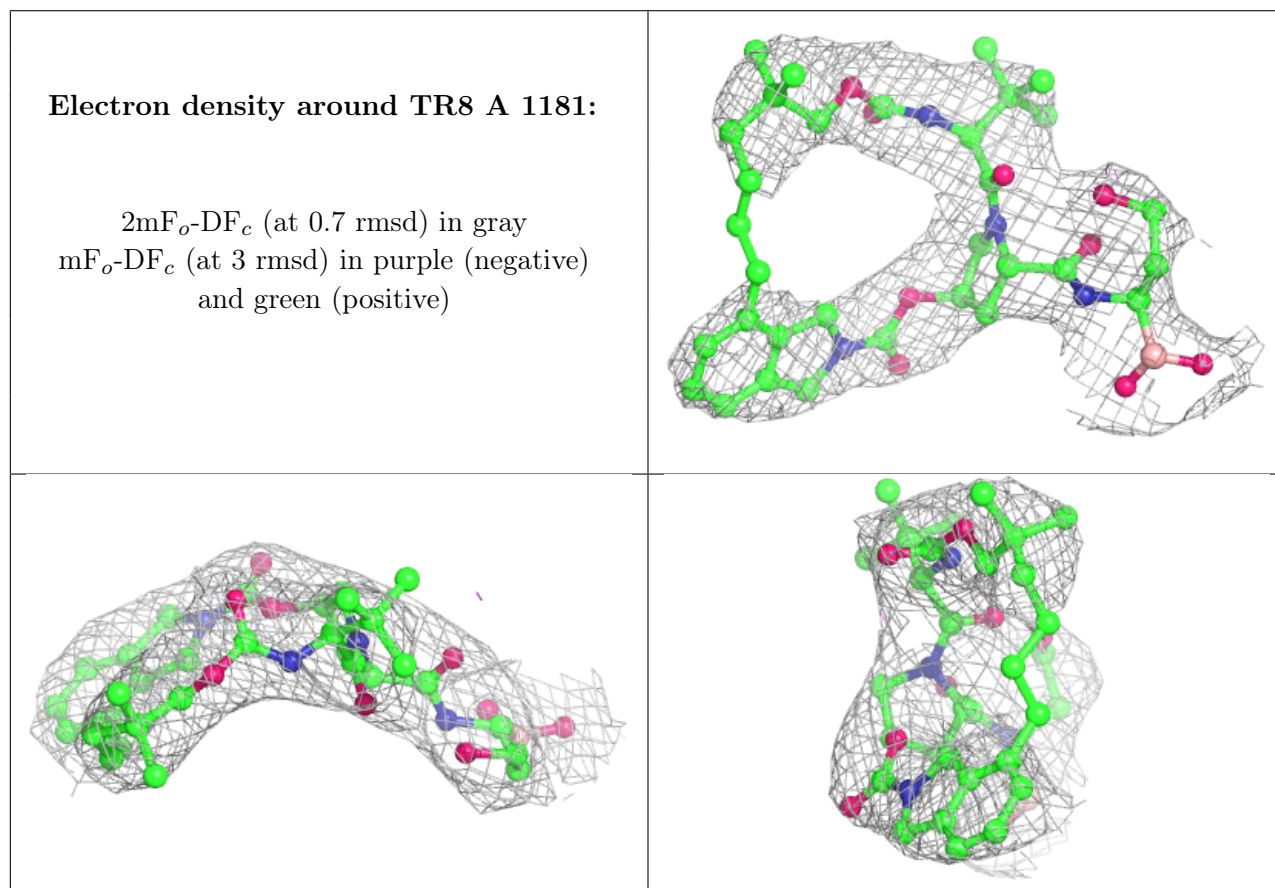 Electron density around TR8 A 1181:
2mFo-DFc (at 0.7 rmsd) in gray
mFo-DFc (at 3 rmsd) in purple (negative)
and green (positive)